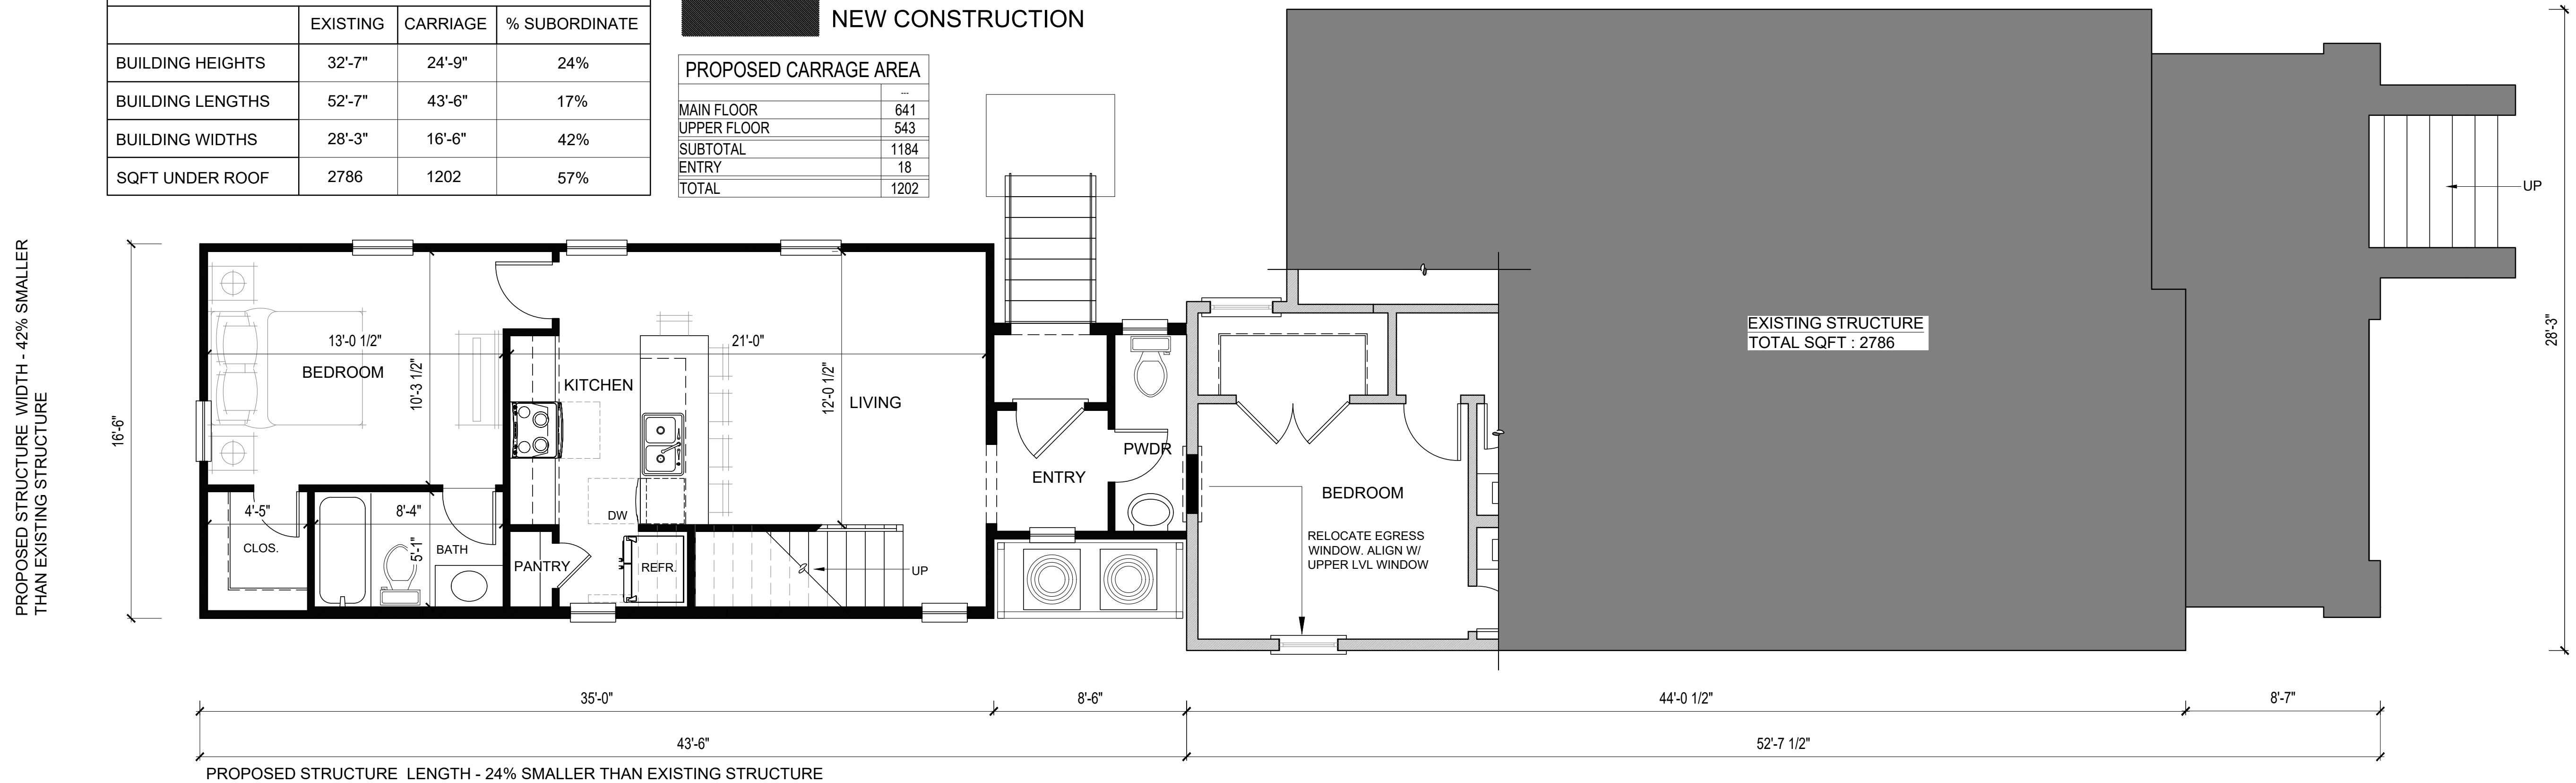 EXISTING CARRIAGE % SUBORDINATE
BUILDING HEIGHTS 32'-7" 24'-9" 24%
BUILDING LENGTHS 52'-7" 43'-6" 17%
BUILDING WIDTHS 28'-3" 16'-6" 42%
SQFT UNDER ROOF 2786 1202 57%
NEW CONSTRUCTION
PROPOSED CARRAGE AREA
---
MAIN FLOOR 641
UPPER FLOOR 543
SUBTOTAL 1184
ENTRY 18
TOTAL 1202
PROPOSED STRUCTURE WIDTH - 42% SMALLER
THAN EXISTING STRUCTURE
16'-6"
13'-0 1/2"
BEDROOM
10'-3 1/2"
4'-5"
CLOS.
8'-4"
5'-1"
BATH
KITCHEN
21'-0"
12'-0 1/2"
LIVING
DW
PANTRY
REFR.
UP
ENTRY
PWDR
BEDROOM
RELOCATE EGRESS
WINDOW. ALIGN W/
UPPER LVL WINDOW
EXISTING STRUCTURE
TOTAL SQFT : 2786
UP
28'-3"
35'-0"
8'-6"
44'-0 1/2"
8'-7"
43'-6"
52'-7 1/2"
PROPOSED STRUCTURE LENGTH - 24% SMALLER THAN EXISTING STRUCTURE